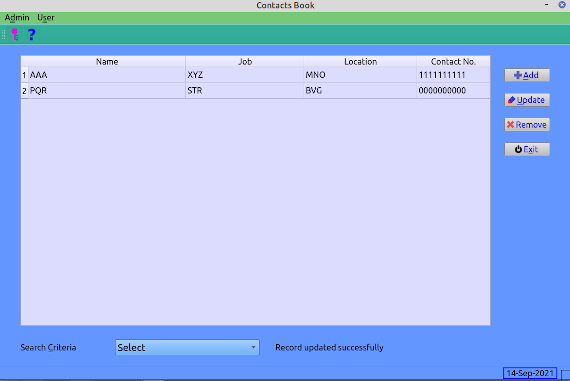 Contacts Book
Admin User
?
Name Job Location Contact No.
1 AAA XYZ MNO 1111111111
2 PQR STR BVG 0000000000
Add
Update
Remove
Exit
Search Criteria Select Record updated successfully
14-Sep-2021